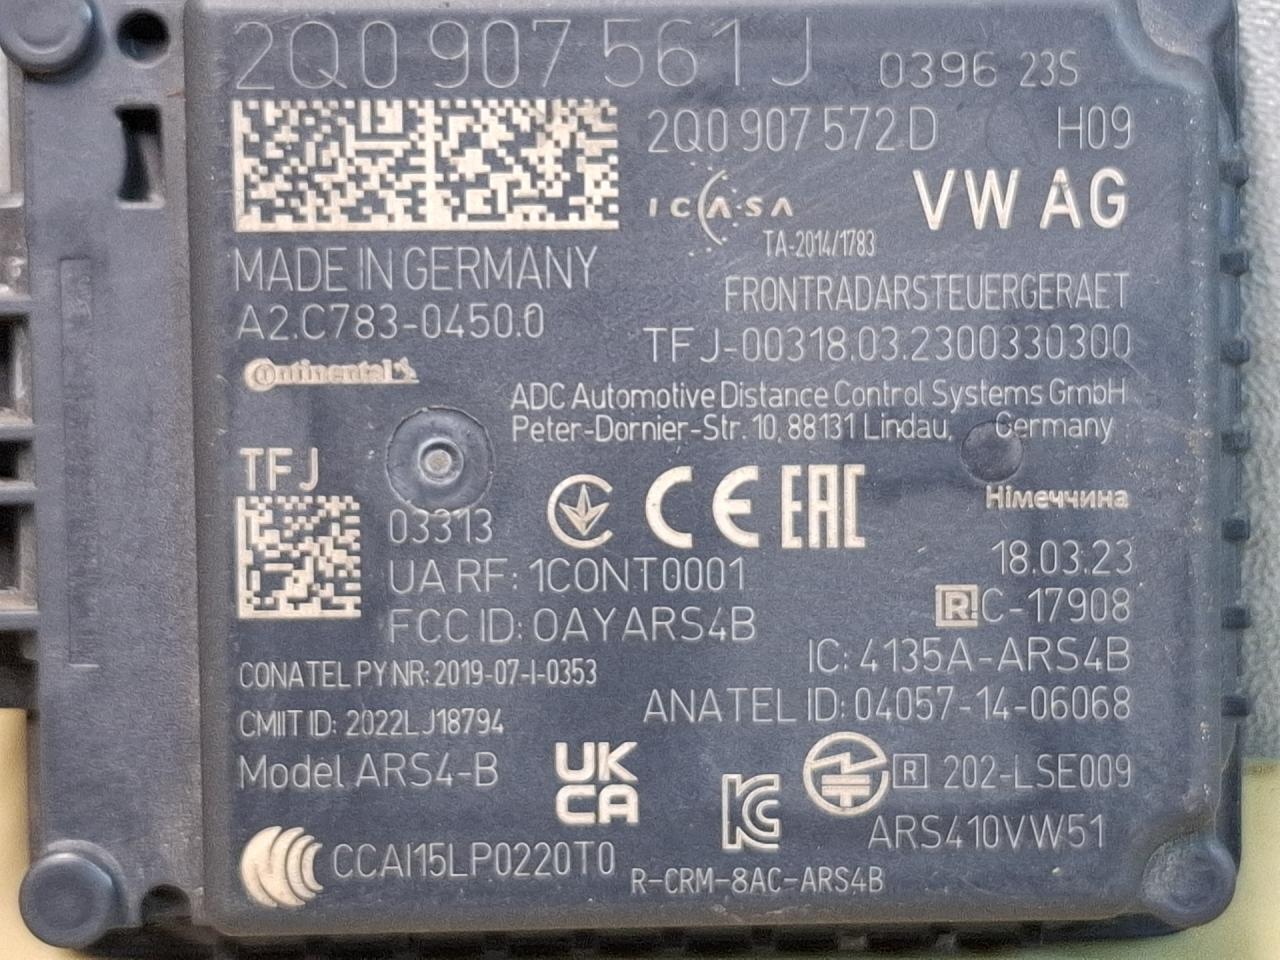 2Q0 907 561 J
0396 23S
2Q0 907 572 D H09
ICASA
VW AG
TA-2014/1783
MADE IN GERMANY
FRONTRADARSTEUERGERAET
A2.C783-0450.0
TFJ-00318.03.2300330300
Continental
ADC Automotive Distance Control Systems GmbH
Peter-Dornier-Str. 10, 88131 Lindau, Germany
TFJ
CE EAC
Німеччина
03313
18.03.23
UA RF: 1CONT0001
R C-17908
FCC ID: OAYARS4B
IC: 4135A-ARS4B
CONATEL PY NR: 2019-07-I-0353
ANATEL ID: 04057-14-06068
CMIIT ID: 2022LJ18794
Model ARS4-B
UK
CA
R 202-LSE009
KC
ARS410VW51
CCAI15LP0220T0
R-CRM-8AC-ARS4B